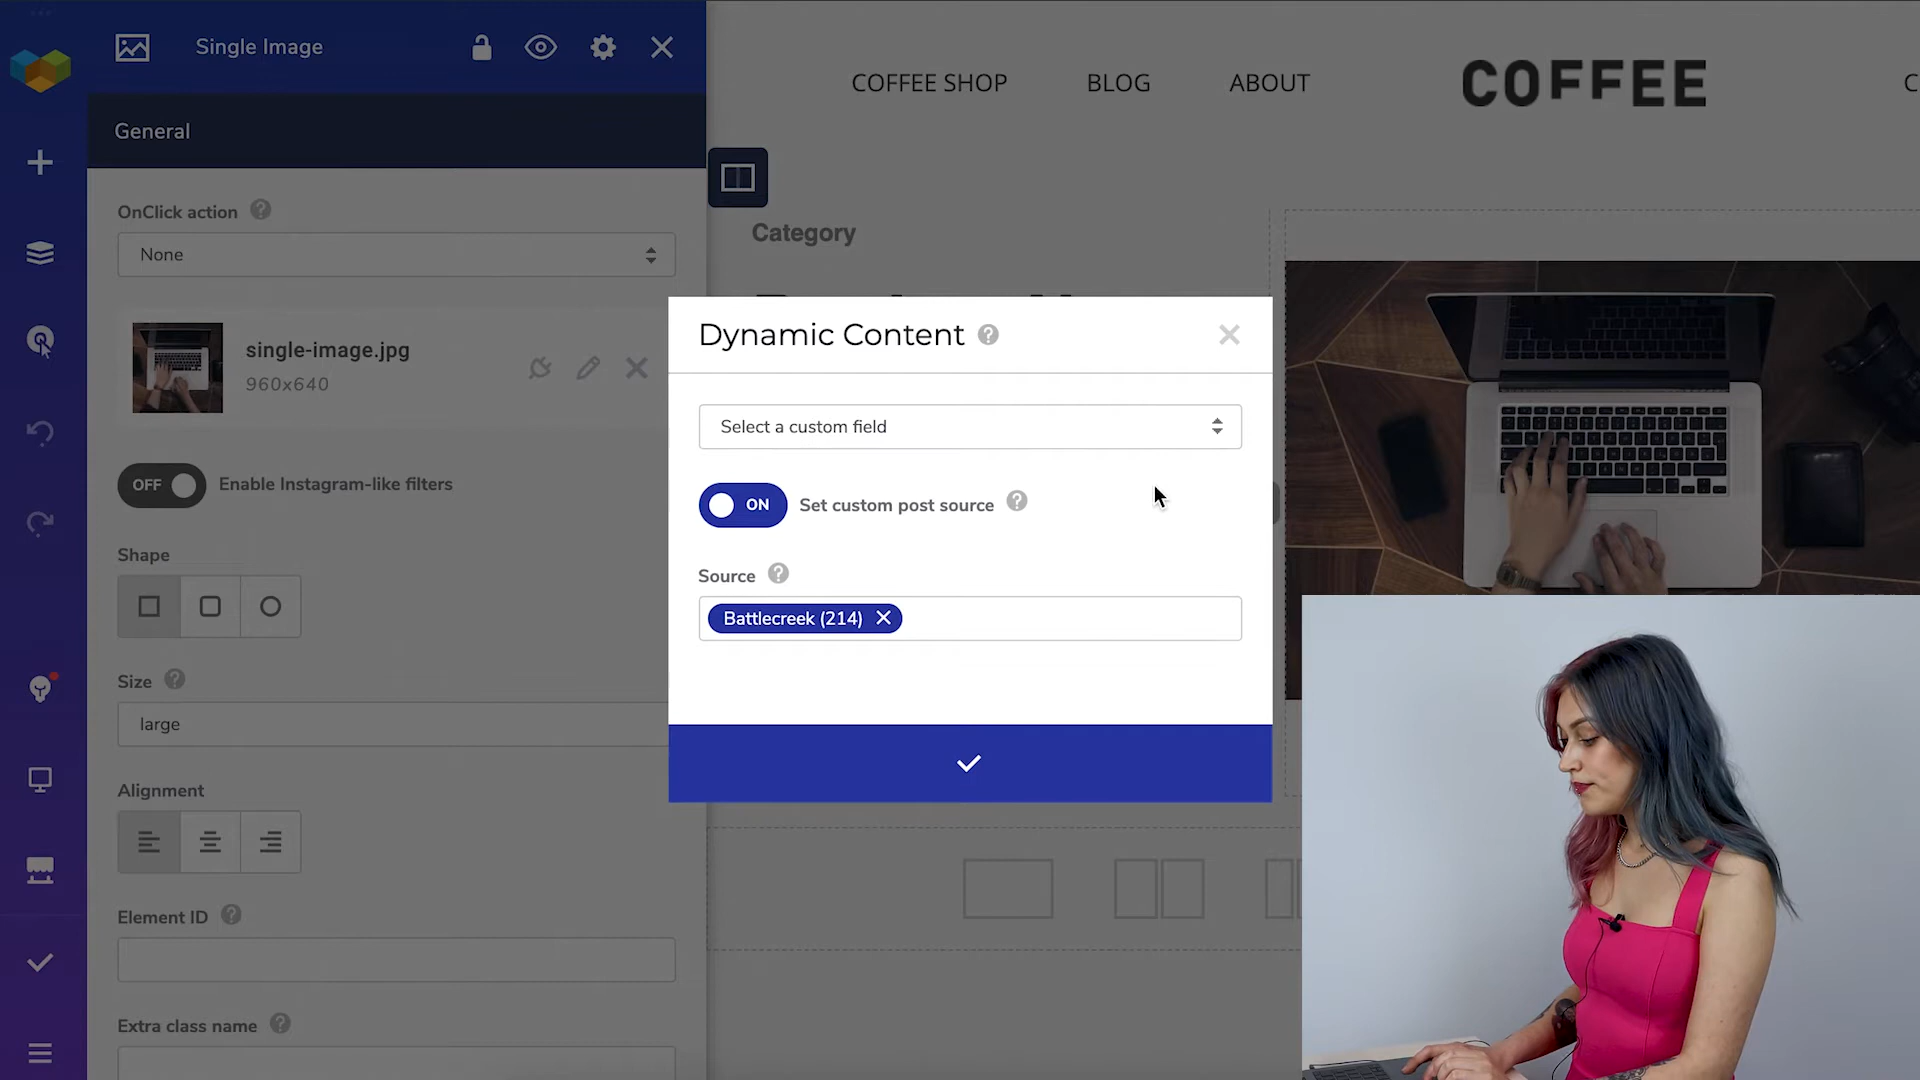 Single Image
COFFEE SHOP
BLOG
ABOUT
COFFEE
C
General
OnClick action
None
Category
single-image.jpg
960x640
Dynamic Content
Select a custom field
OFF
Enable Instagram-like filters
ON
Set custom post source
Shape
Source
Battlecreek (214)
Size
large
Alignment
Element ID
Extra class name